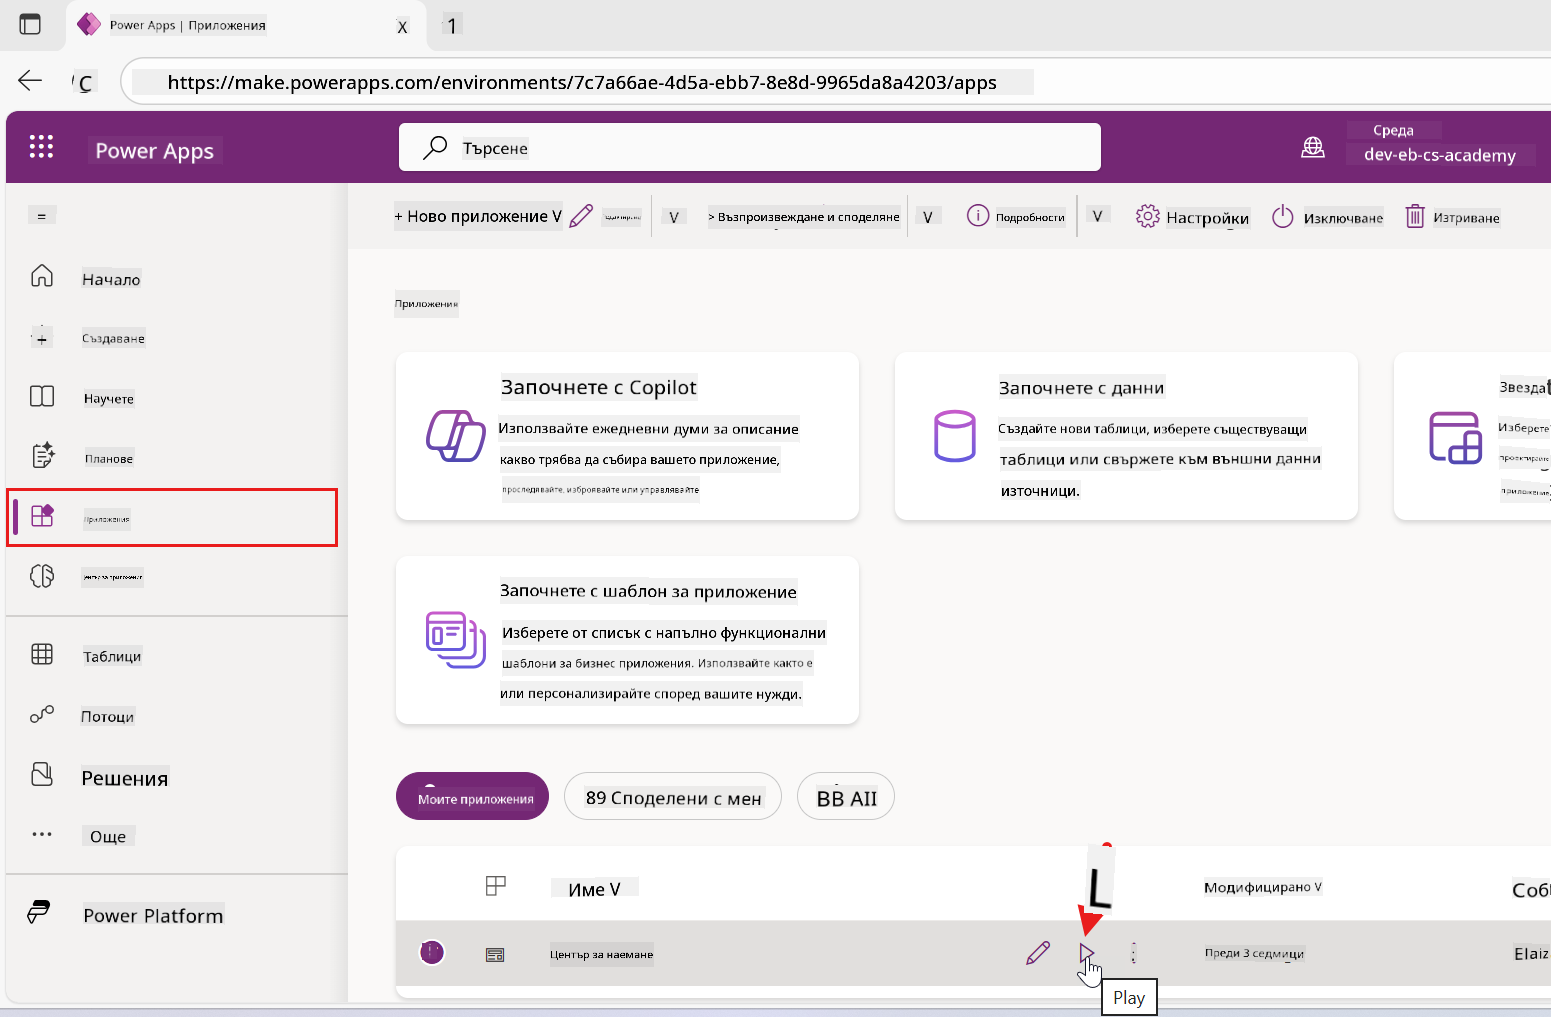 Power Apps | Приложения
X
1
C
https://make.powerapps.com/environments/7c7a66ae-4d5a-ebb7-8e8d-9965da8a4203/apps
Power Apps
Търсене
Среда
dev-eb-cs-academy
=
+ Ново приложение V
V
> Възпроизвеждане и споделяне
V
Подробности
V
Настройки
Изключване
Изтриване
Начало
+
Създаване
Научете
Планове
Приложения
Център за приложения
Таблици
Потоци
Решения
Още
Power Platform
Приложения
Започнете с Copilot
Използвайте ежедневни думи за описание
какво трябва да събира вашето приложение,
проследявайте, изброявайте или управлявайте
Започнете с данни
Създайте нови таблици, изберете съществуващи
таблици или свържете към външни данни
източници.
Звезда
Изберете
проектирайте
приложение,
Започнете с шаблон за приложение
Изберете от списък с напълно функционални
шаблони за бизнес приложения. Използвайте както е
или персонализирайте според вашите нужди.
Моите приложения
89 Споделени с мен
BB AII
Име V
L
Модифицирано V
Соб
Център за наемане
Преди 3 седмици
Elaiz
Play